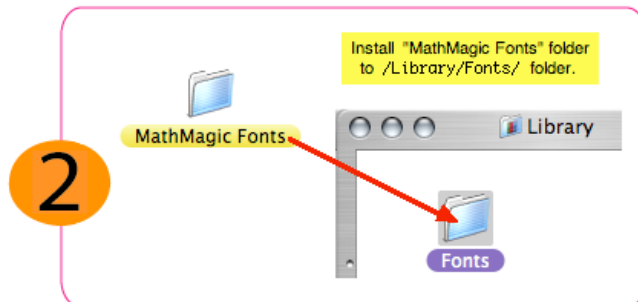 Install "MathMagic Fonts" folder
to /Library/Fonts/ folder.
MathMagic Fonts
Library
2
Fonts